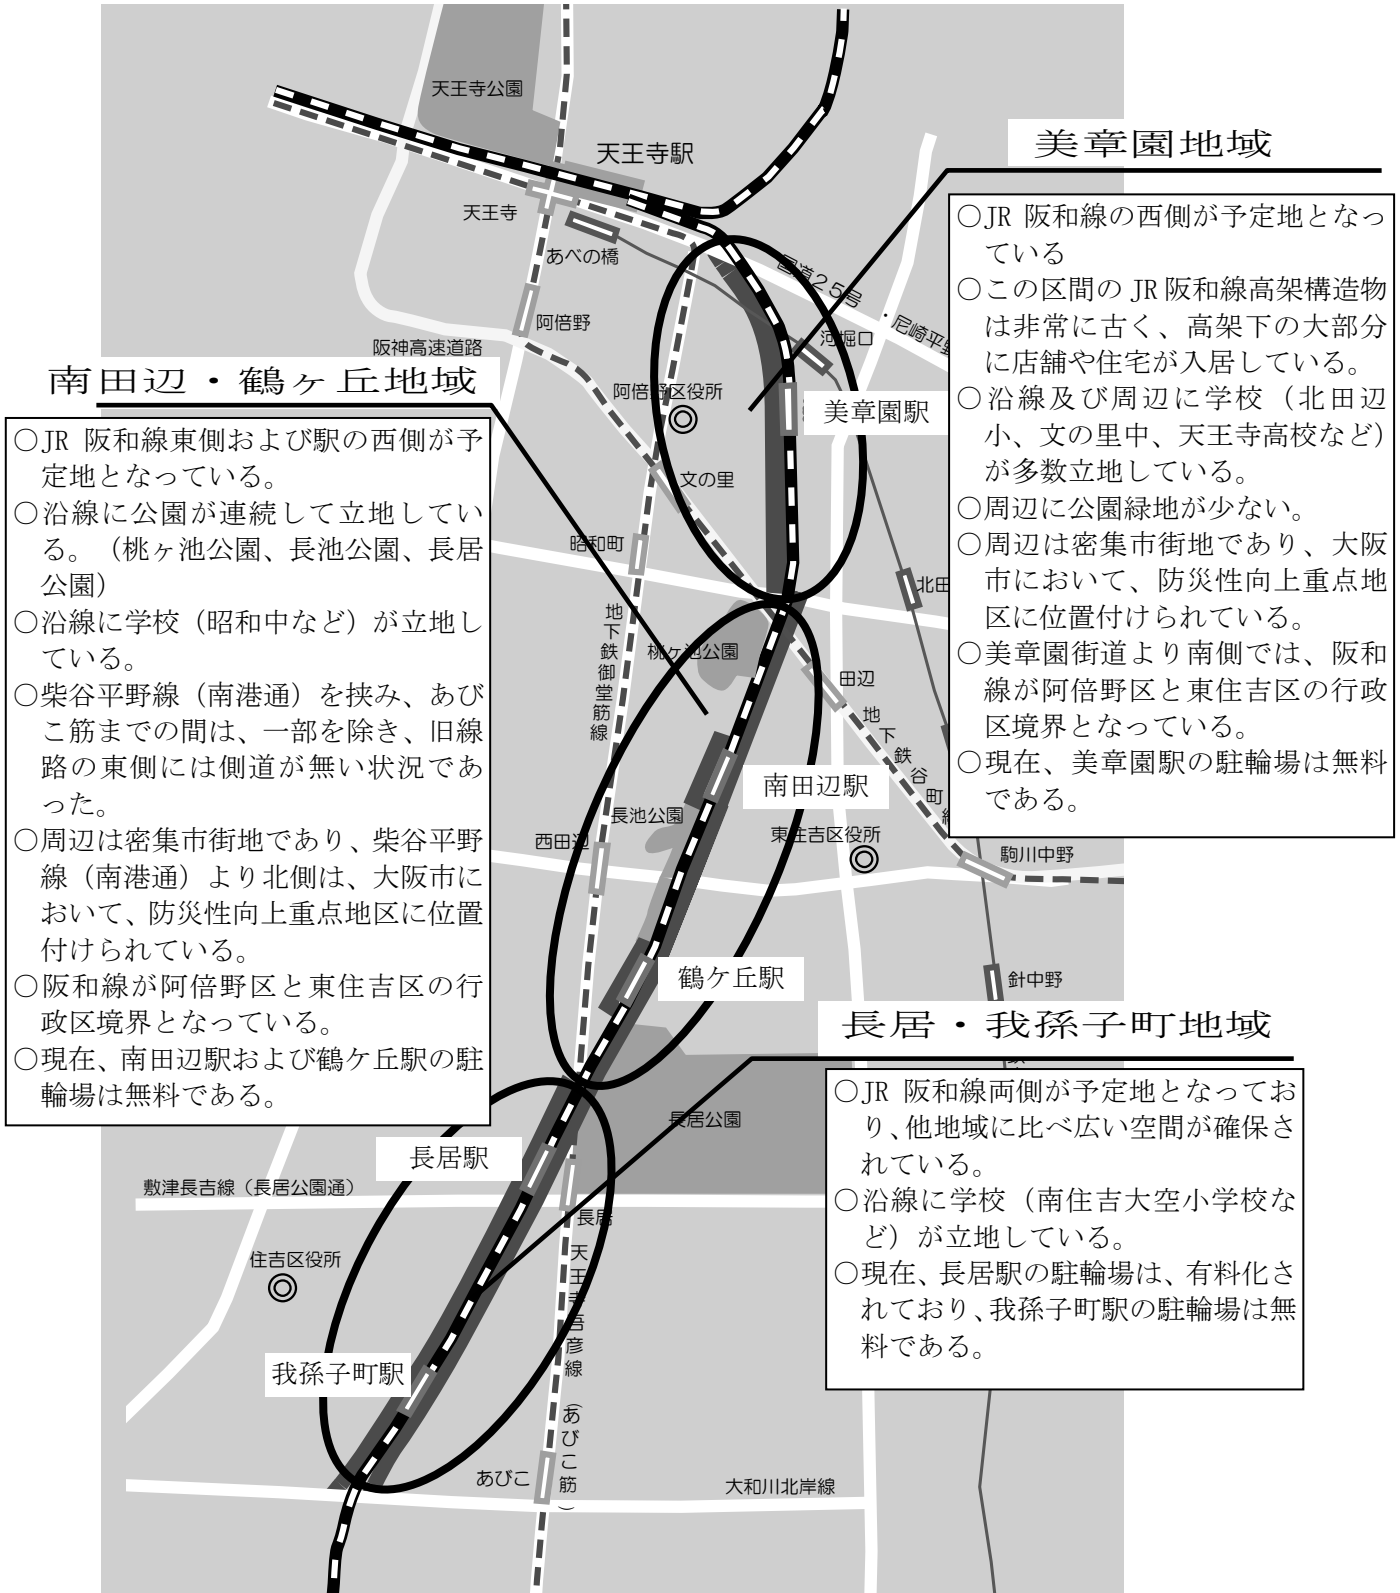 天王寺公園
天王寺駅
天王寺
あべの橋
阿倍野
阪神高速道路
国道25号
尼崎平野
河堀口
美章園地域
○JR 阪和線の西側が予定地となっ
ている
○この区間の JR 阪和線高架構造物
は非常に古く、高架下の大部分
に店舗や住宅が入居している。
○沿線及び周辺に学校（北田辺
小、文の里中、天王寺高校など）
が多数立地している。
○周辺に公園緑地が少ない。
○周辺は密集市街地であり、大阪
市において、防災性向上重点地
区に位置付けられている。
○美章園街道より南側では、阪和
線が阿倍野区と東住吉区の行政
区境界となっている。
○現在、美章園駅の駐輪場は無料
である。
南田辺・鶴ヶ丘地域
○JR 阪和線東側および駅の西側が予
定地となっている。
○沿線に公園が連続して立地してい
る。（桃ヶ池公園、長池公園、長居
公園）
○沿線に学校（昭和中など）が立地し
ている。
○柴谷平野線（南港通）を挟み、あび
こ筋までの間は、一部を除き、旧線
路の東側には側道が無い状況であ
った。
○周辺は密集市街地であり、柴谷平野
線（南港通）より北側は、大阪市に
おいて、防災性向上重点地区に位置
付けられている。
○阪和線が阿倍野区と東住吉区の行
政区境界となっている。
○現在、南田辺駅および鶴ケ丘駅の駐
輪場は無料である。
阿倍野区役所
美章園駅
文の里
昭和町
北田
地下鉄御堂筋線
桃ヶ池公園
田辺
地下鉄谷町線
南田辺駅
長池公園
西田辺
東住吉区役所
駒川中野
鶴ケ丘駅
針中野
長居・我孫子町地域
○JR 阪和線両側が予定地となってお
り、他地域に比べ広い空間が確保さ
れている。
○沿線に学校（南住吉大空小学校な
ど）が立地している。
○現在、長居駅の駐輪場は、有料化さ
れており、我孫子町駅の駐輪場は無
料である。
長居公園
長居駅
敷津長吉線（長居公園通）
長居
住吉区役所
天王寺吾彦線（あびこ筋）
我孫子町駅
あびこ
大和川北岸線